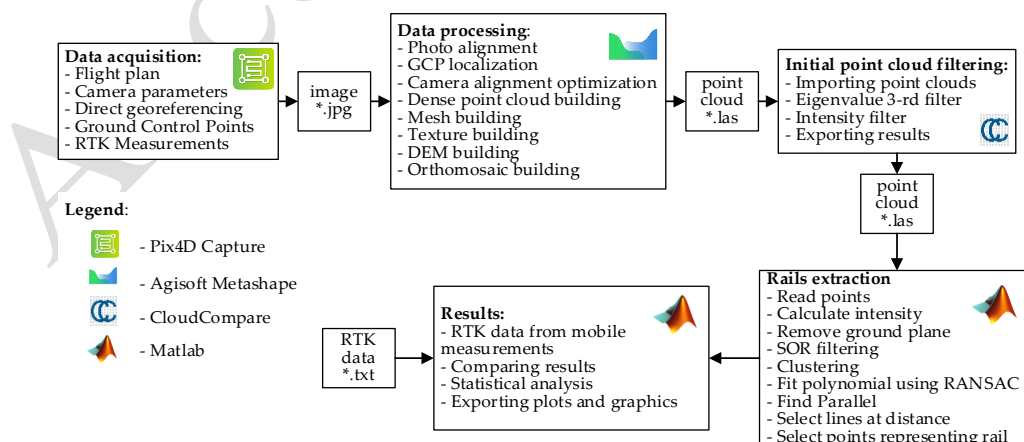 Data acquisition:
- Flight plan
- Camera parameters
- Direct georeferencing
- Ground Control Points
- RTK Measurements
image
*.jpg
Data processing:
- Photo alignment
- GCP localization
- Camera alignment optimization
- Dense point cloud building
- Mesh building
- Texture building
- DEM building
- Orthomosaic building
point
cloud
*.las
Initial point cloud filtering:
- Importing point clouds
- Eigenvalue 3-rd filter
- Intensity filter
- Exporting results
point
cloud
*.las
Rails extraction
- Read points
- Calculate intensity
- Remove ground plane
- SOR filtering
- Clustering
- Fit polynomial using RANSAC
- Find Parallel
- Select lines at distance
- Select points representing rail
RTK
data
*.txt
Results:
- RTK data from mobile
measurements
- Comparing results
- Statistical analysis
- Exporting plots and graphics
Legend:
- Pix4D Capture
- Agisoft Metashape
- CloudCompare
- Matlab